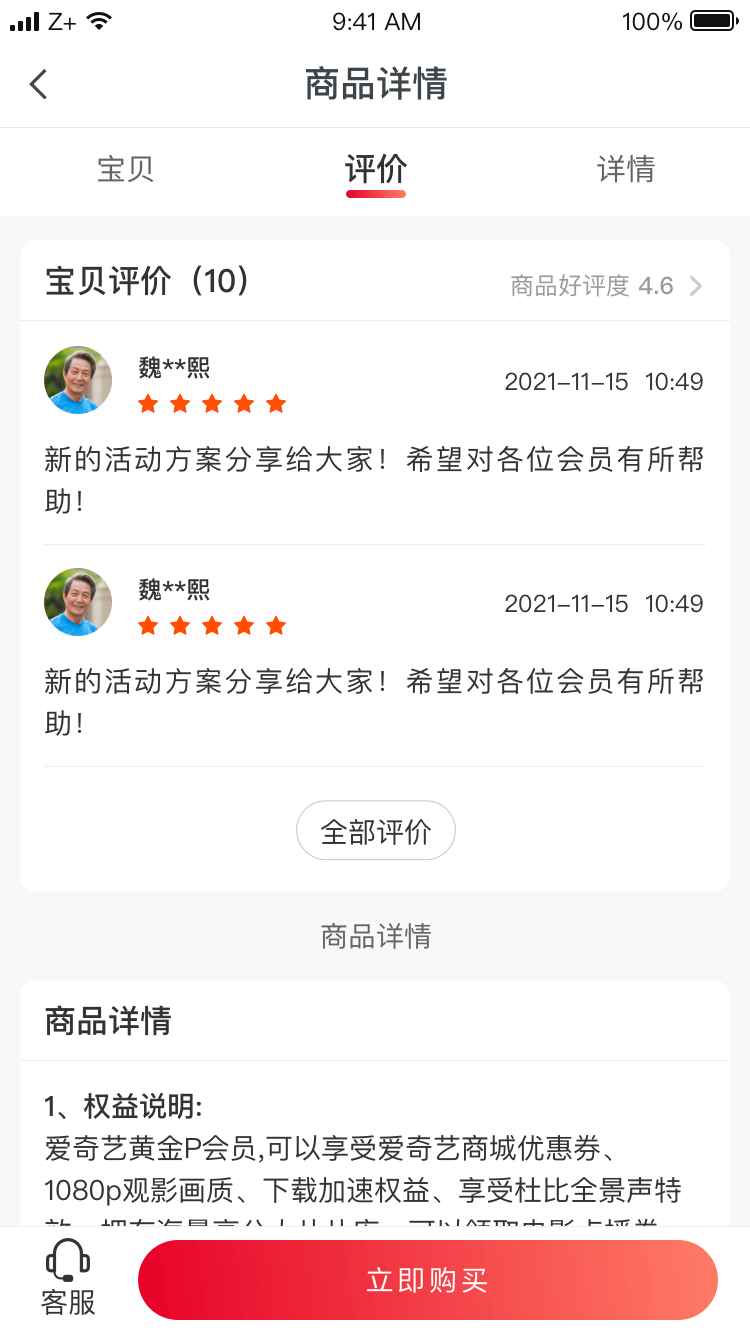 Z+ 9:41 AM 100%
商品详情
宝贝 评价 详情
宝贝评价（10） 商品好评度 4.6
魏**熙
2021-11-15 10:49
新的活动方案分享给大家！希望对各位会员有所帮
助！
魏**熙
2021-11-15 10:49
新的活动方案分享给大家！希望对各位会员有所帮
助！
全部评价
商品详情
商品详情
1、权益说明:
爱奇艺黄金P会员,可以享受爱奇艺商城优惠券、
1080p观影画质、下载加速权益、享受杜比全景声特
客服
立即购买